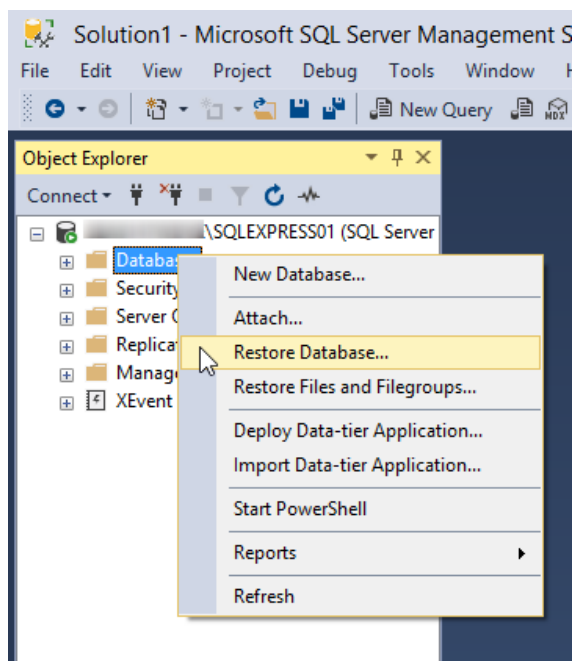 Solution1 - Microsoft SQL Server Management S
File Edit View Project Debug Tools Window H
New Query MDX
Object Explorer
Connect
\SQLEXPRESS01 (SQL Server
Databas
Security
Server O
Replica
Manage
XEvent
New Database...
Attach...
Restore Database...
Restore Files and Filegroups...
Deploy Data-tier Application...
Import Data-tier Application...
Start PowerShell
Reports
Refresh